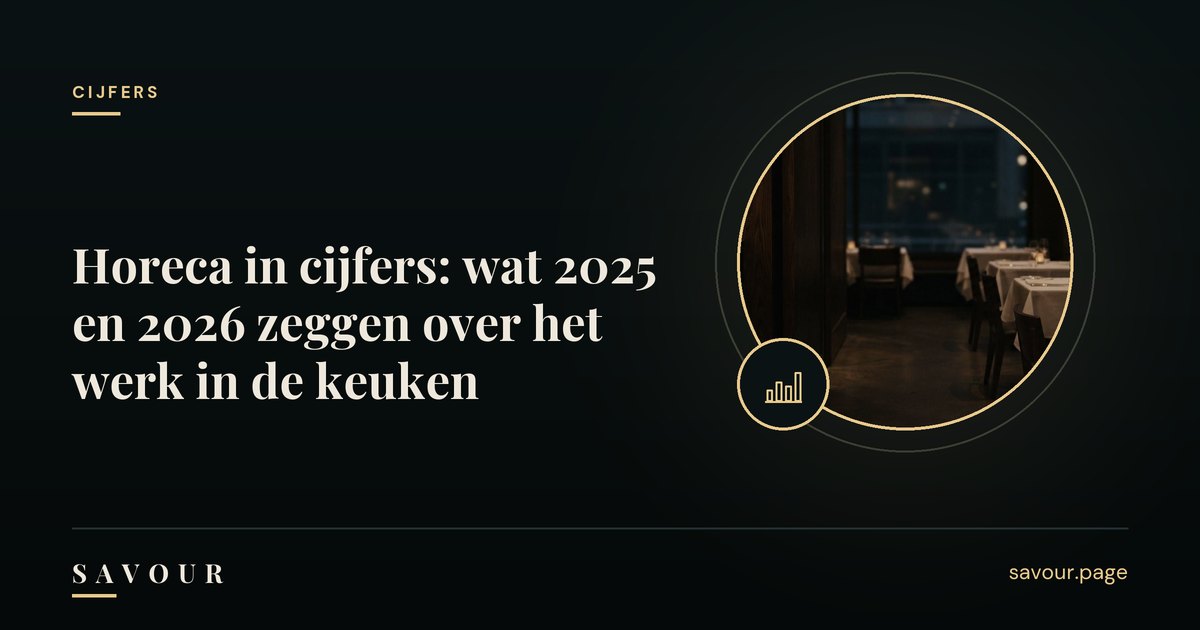 CIJFERS
Horeca in cijfers: wat 2025
en 2026 zeggen over het
werk in de keuken
SAVOUR
savour.page